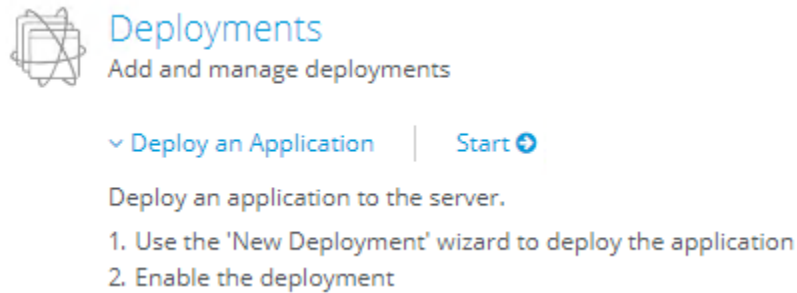 Deployments
Add and manage deployments
Deploy an Application
Start
Deploy an application to the server.
1. Use the 'New Deployment' wizard to deploy the application
2. Enable the deployment